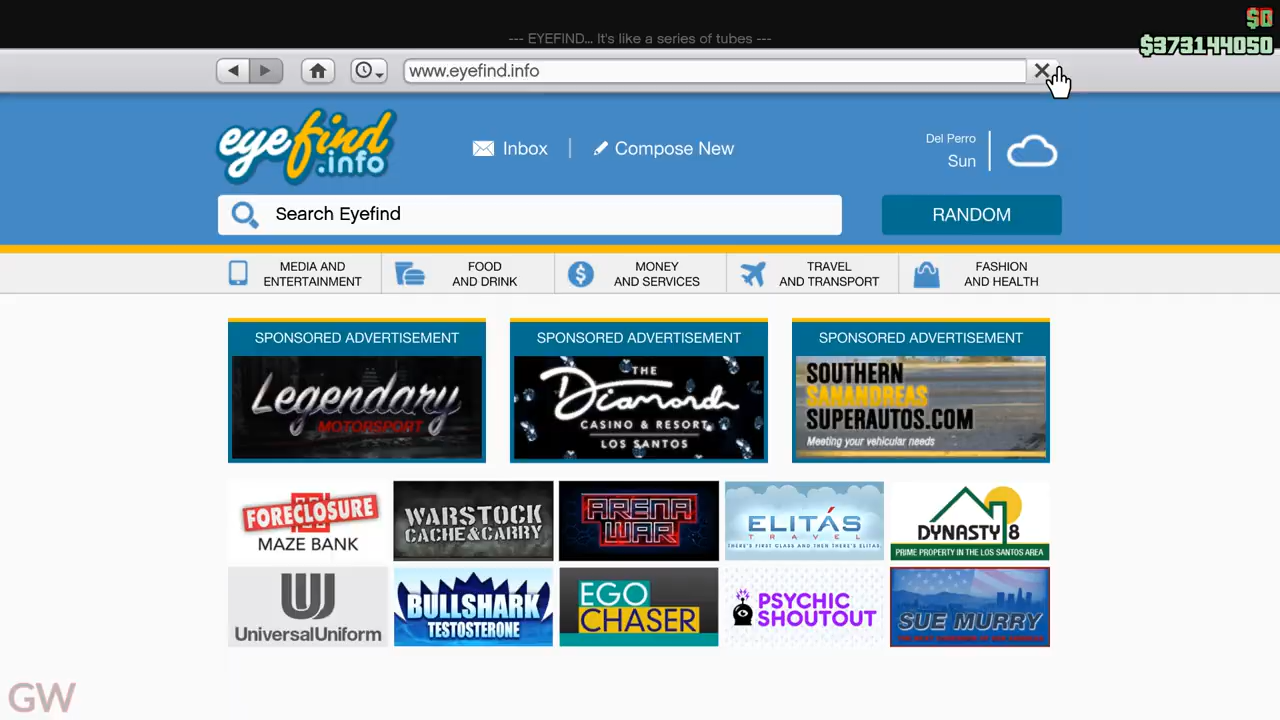 $0
--- EYEFIND... It's like a series of tubes ---
$373144050
www.eyefind.info
eyefind
.info
Inbox
Compose New
Del Perro
Sun
Search Eyefind
RANDOM
MEDIA AND
ENTERTAINMENT
FOOD
AND DRINK
MONEY
AND SERVICES
TRAVEL
AND TRANSPORT
FASHION
AND HEALTH
SPONSORED ADVERTISEMENT
Legendary
MOTORSPORT
SPONSORED ADVERTISEMENT
THE
Diamond
CASINO & RESORT
LOS SANTOS
SPONSORED ADVERTISEMENT
SOUTHERN
SANANDREAS
SUPERAUTOS.COM
Meeting your vehicular needs
FORECLOSURE
MAZE BANK
WARSTOCK
CACHE&CARRY
ARENA
WAR
ELITÁS
TRAVEL
THERE'S FIRST CLASS AND THEN THERE'S ELITAS
DYNASTY 8
PRIME PROPERTY IN THE LOS SANTOS AREA
UniversalUniform
BULLSHARK
TESTOSTERONE
EGO
CHASER
PSYCHIC
SHOUTOUT
SUE MURRY
GW